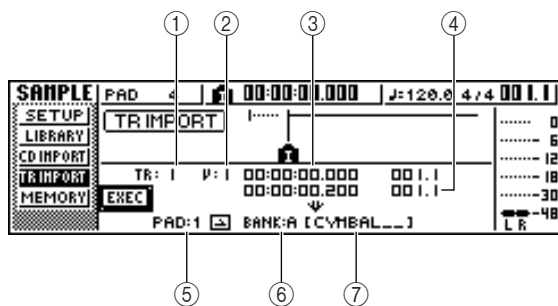 ① ② ③ ④
SAMPLE PAD 4 00:00:00.000 ♩=120.0 4/4 001.1
SETUP TR IMPORT 0
LIBRARY 6
CD IMPORT I 12
TR IMPORT TR: 1 V: 1 00:00:00.000 001.1 18
MEMORY EXEC 00:00:00.200 001.1 30
PAD:1 BANK:A [CYMBAL__] 48
L R
⑤ ⑥ ⑦